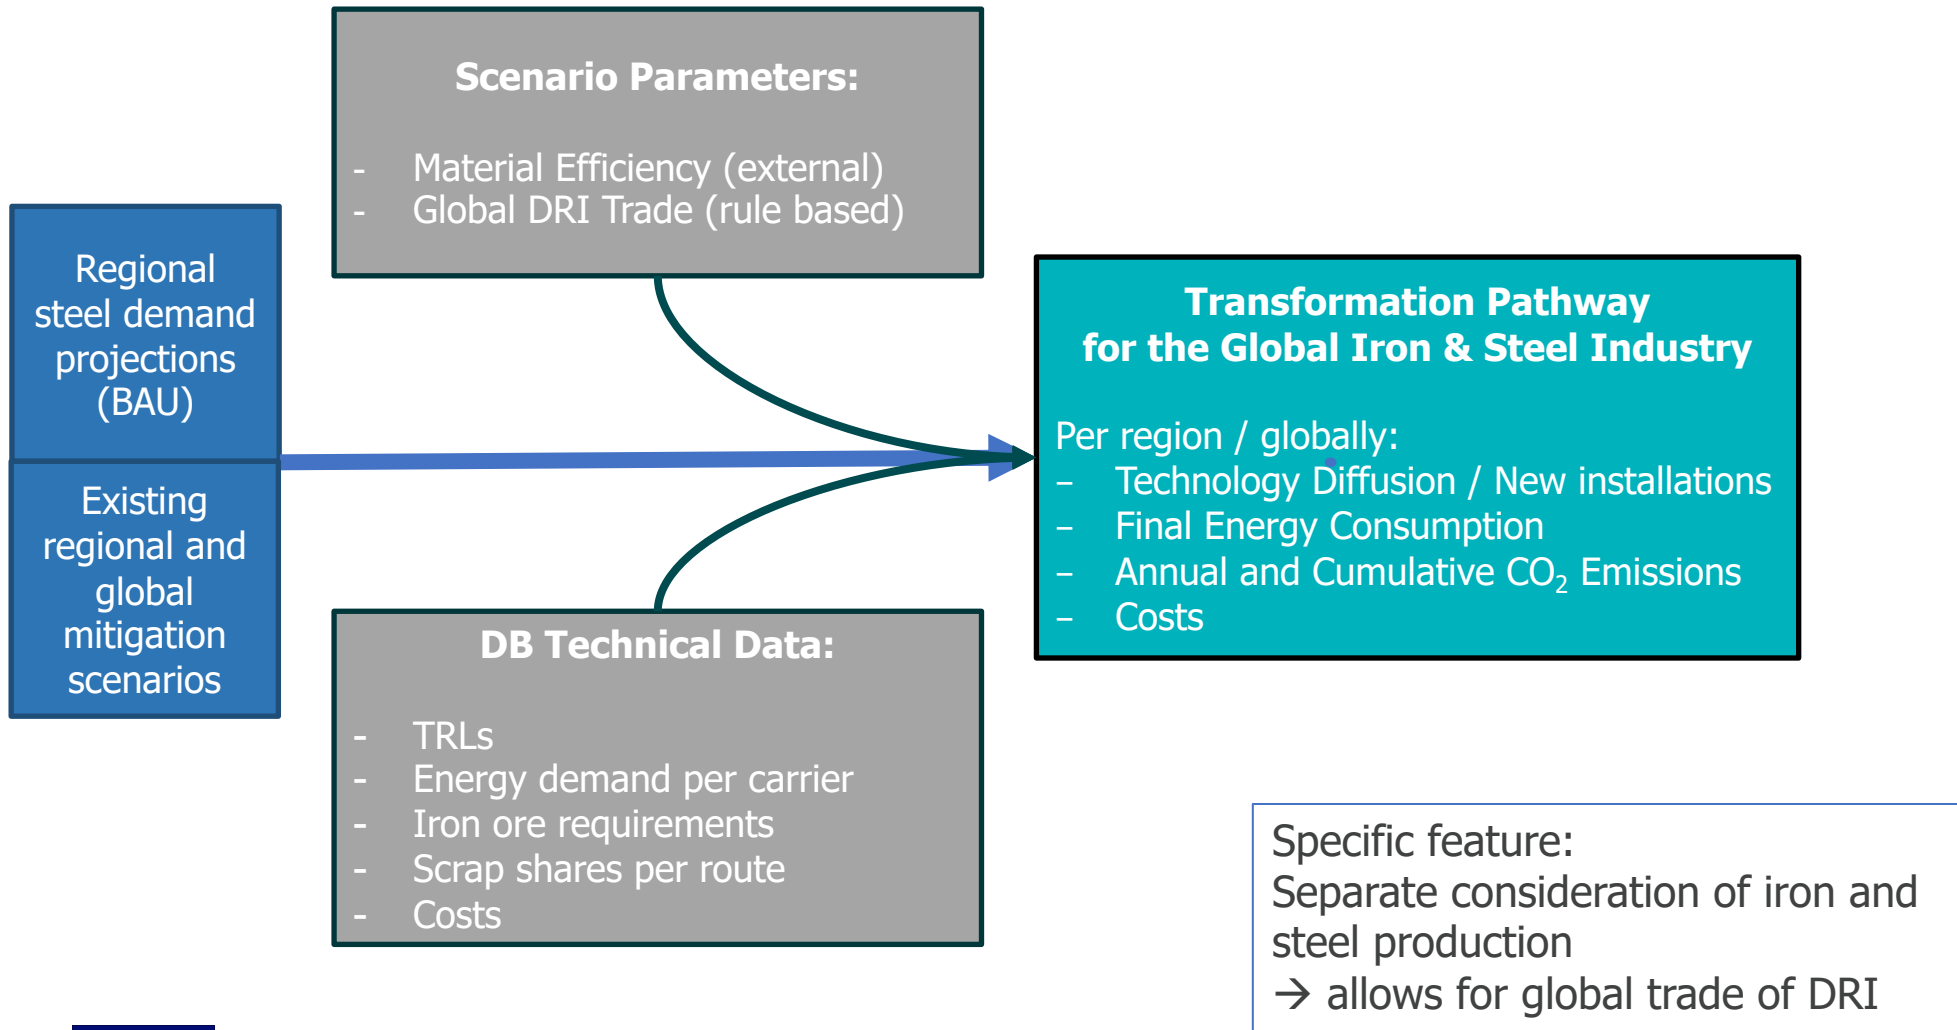 Scenario Parameters:
- Material Efficiency (external)
- Global DRI Trade (rule based)
Regional
steel demand
projections
(BAU)
Existing
regional and
global
mitigation
scenarios
Transformation Pathway
for the Global Iron & Steel Industry
Per region / globally:
– Technology Diffusion / New installations
– Final Energy Consumption
– Annual and Cumulative CO₂ Emissions
– Costs
DB Technical Data:
- TRLs
- Energy demand per carrier
- Iron ore requirements
- Scrap shares per route
- Costs
Specific feature:
Separate consideration of iron and
steel production
→ allows for global trade of DRI